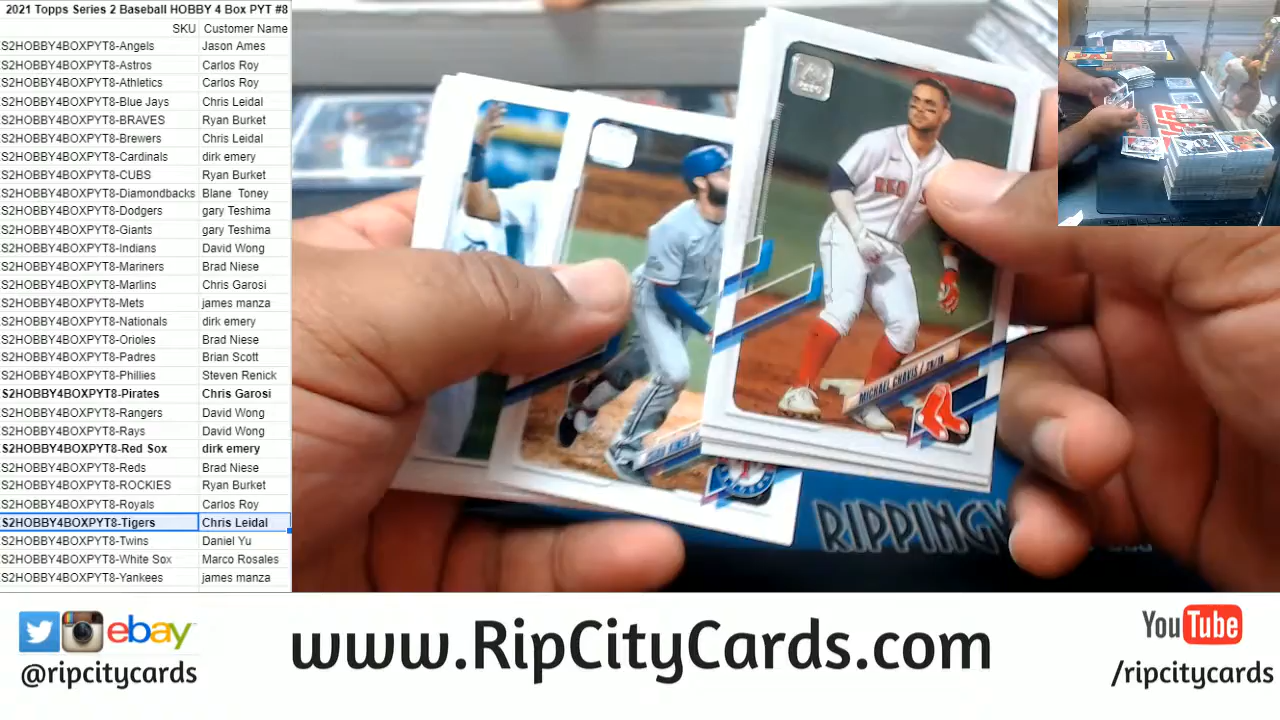 2021 Topps Series 2 Baseball HOBBY 4 Box PYT #8
SKU Customer Name
S2HOBBY4BOXPYT8-Angels Jason Ames
S2HOBBY4BOXPYT8-Astros Carlos Roy
S2HOBBY4BOXPYT8-Athletics Carlos Roy
S2HOBBY4BOXPYT8-Blue Jays Chris Leidal
S2HOBBY4BOXPYT8-BRAVES Ryan Burket
S2HOBBY4BOXPYT8-Brewers Chris Leidal
S2HOBBY4BOXPYT8-Cardinals dirk emery
S2HOBBY4BOXPYT8-CUBS Ryan Burket
S2HOBBY4BOXPYT8-Diamondbacks Blane Toney
S2HOBBY4BOXPYT8-Dodgers gary Teshima
S2HOBBY4BOXPYT8-Giants gary Teshima
S2HOBBY4BOXPYT8-Indians David Wong
S2HOBBY4BOXPYT8-Mariners Brad Niese
S2HOBBY4BOXPYT8-Marlins Chris Garosi
S2HOBBY4BOXPYT8-Mets james manza
S2HOBBY4BOXPYT8-Nationals dirk emery
S2HOBBY4BOXPYT8-Orioles Brad Niese
S2HOBBY4BOXPYT8-Padres Brian Scott
S2HOBBY4BOXPYT8-Phillies Steven Renick
S2HOBBY4BOXPYT8-Pirates Chris Garosi
S2HOBBY4BOXPYT8-Rangers David Wong
S2HOBBY4BOXPYT8-Rays David Wong
S2HOBBY4BOXPYT8-Red Sox dirk emery
S2HOBBY4BOXPYT8-Reds Brad Niese
S2HOBBY4BOXPYT8-ROCKIES Ryan Burket
S2HOBBY4BOXPYT8-Royals Carlos Roy
S2HOBBY4BOXPYT8-Tigers Chris Leidal
S2HOBBY4BOXPYT8-Twins Daniel Yu
S2HOBBY4BOXPYT8-White Sox Marco Rosales
S2HOBBY4BOXPYT8-Yankees james manza
MICHAEL CHAVIS / 2B/1B
RIPPING
ebay
@ripcitycards
www.RipCityCards.com
You Tube
/ripcitycards